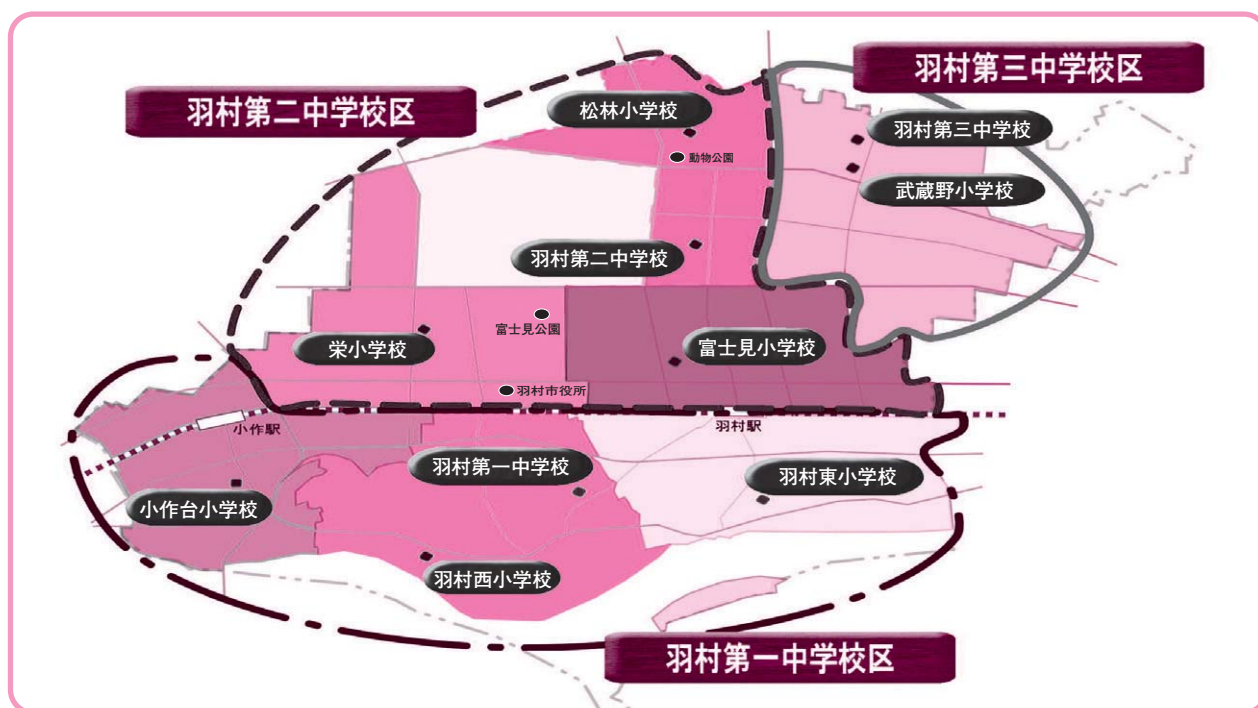 羽村第三中学校区
羽村第二中学校区
松林小学校
羽村第三中学校
動物公園
武蔵野小学校
羽村第二中学校
富士見公園
栄小学校
富士見小学校
羽村市役所
小作駅
羽村駅
羽村第一中学校
羽村東小学校
小作台小学校
羽村西小学校
羽村第一中学校区